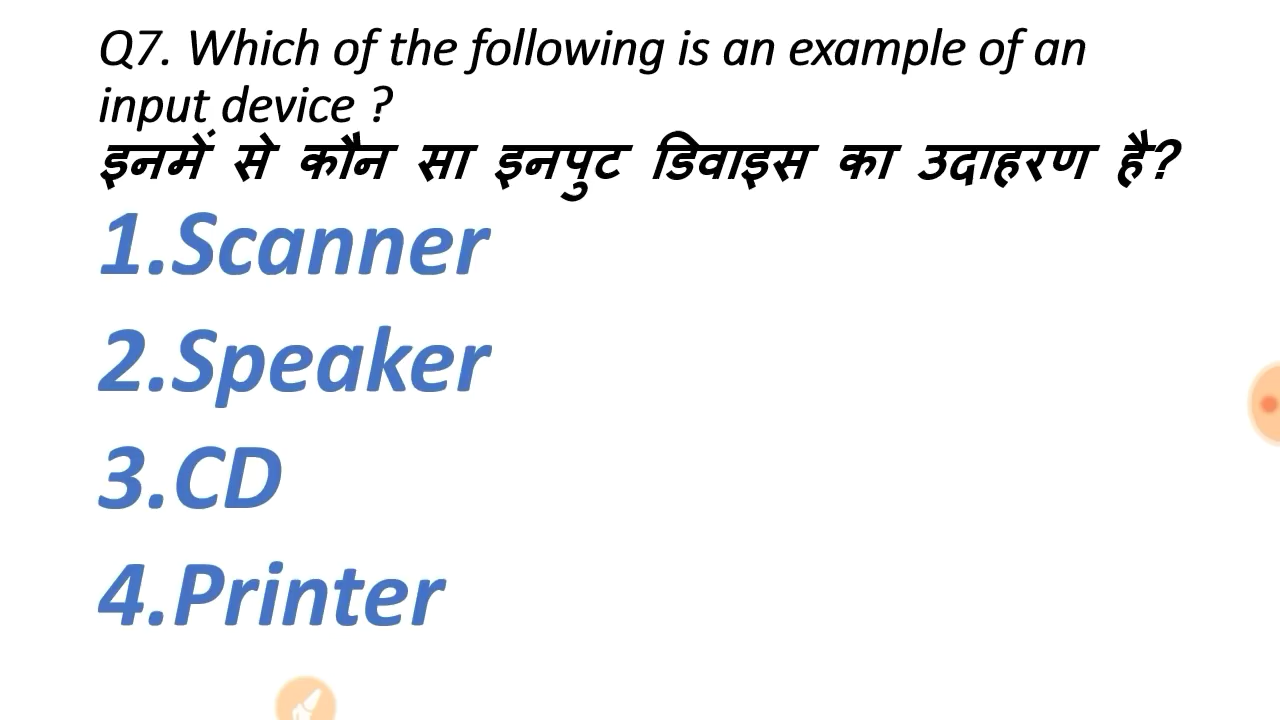 Q7. Which of the following is an example of an
input device ?
इनमें से कौन सा इनपुट डिवाइस का उदाहरण है?
1.Scanner
2.Speaker
3.CD
4.Printer